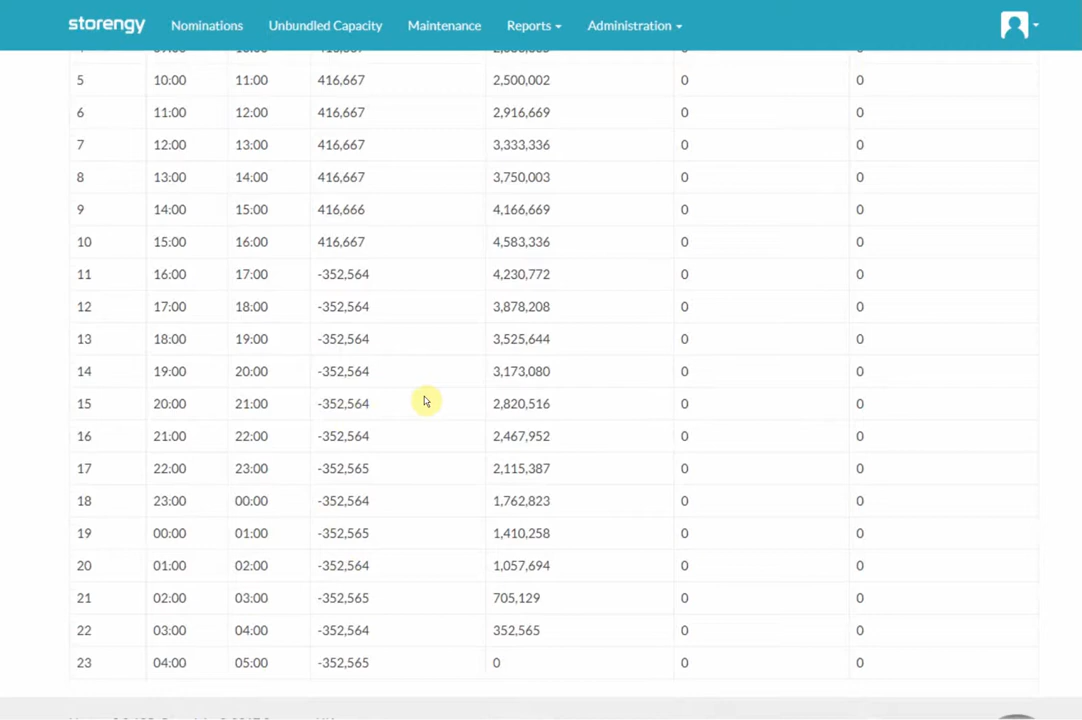 storengy Nominations Unbundled Capacity Maintenance Reports Administration
5 10:00 11:00 416,667 2,500,002 0 0
6 11:00 12:00 416,667 2,916,669 0 0
7 12:00 13:00 416,667 3,333,336 0 0
8 13:00 14:00 416,667 3,750,003 0 0
9 14:00 15:00 416,666 4,166,669 0 0
10 15:00 16:00 416,667 4,583,336 0 0
11 16:00 17:00 -352,564 4,230,772 0 0
12 17:00 18:00 -352,564 3,878,208 0 0
13 18:00 19:00 -352,564 3,525,644 0 0
14 19:00 20:00 -352,564 3,173,080 0 0
15 20:00 21:00 -352,564 2,820,516 0 0
16 21:00 22:00 -352,564 2,467,952 0 0
17 22:00 23:00 -352,565 2,115,387 0 0
18 23:00 00:00 -352,564 1,762,823 0 0
19 00:00 01:00 -352,565 1,410,258 0 0
20 01:00 02:00 -352,564 1,057,694 0 0
21 02:00 03:00 -352,565 705,129 0 0
22 03:00 04:00 -352,564 352,565 0 0
23 04:00 05:00 -352,565 0 0 0